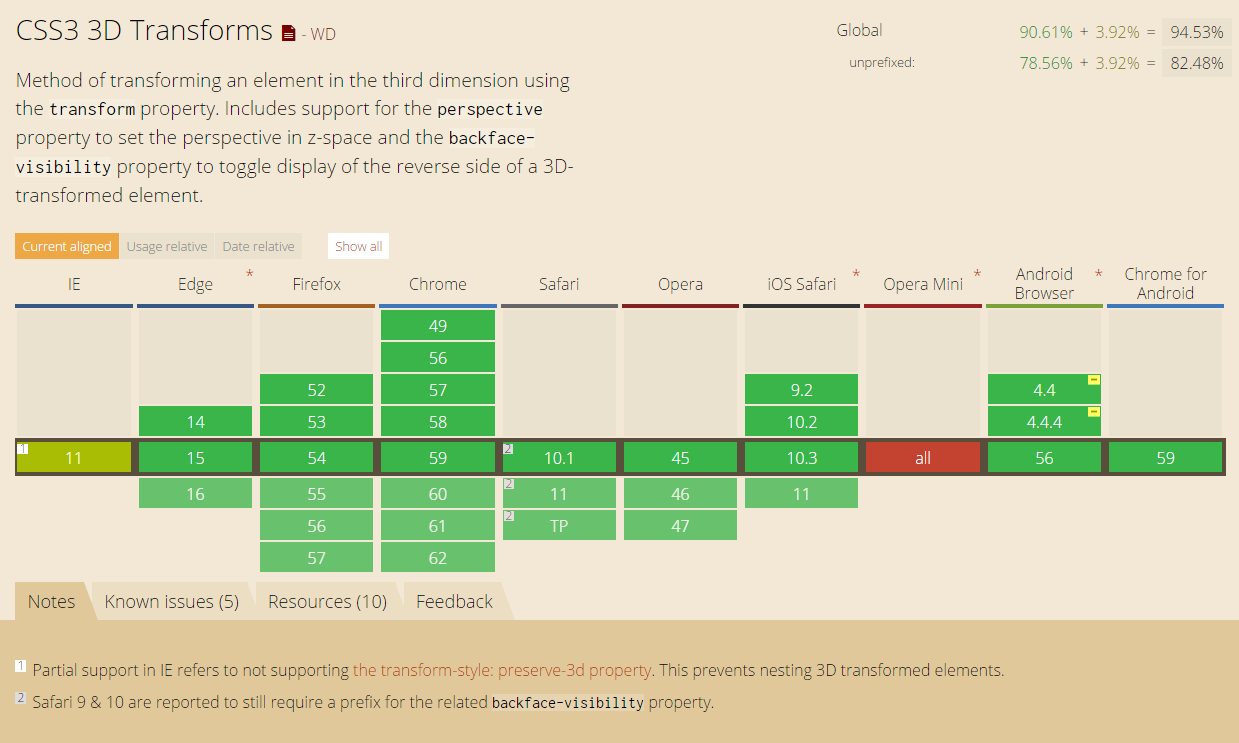 CSS3 3D Transforms - WD
Global 90.61% + 3.92% = 94.53%
unprefixed: 78.56% + 3.92% = 82.48%
Method of transforming an element in the third dimension using
the transform property. Includes support for the perspective
property to set the perspective in z-space and the backface-
visibility property to toggle display of the reverse side of a 3D-
transformed element.
Current aligned Usage relative Date relative Show all
IE Edge * Firefox Chrome Safari Opera iOS Safari * Opera Mini * Android Browser * Chrome for Android
49
56
52 57 9.2 4.4
14 53 58 10.2 4.4.4
1 11 15 54 59 2 10.1 45 10.3 all 56 59
16 55 60 2 11 46 11
56 61 2 TP 47
57 62
Notes Known issues (5) Resources (10) Feedback
1 Partial support in IE refers to not supporting the transform-style: preserve-3d property. This prevents nesting 3D transformed elements.
2 Safari 9 & 10 are reported to still require a prefix for the related backface-visibility property.